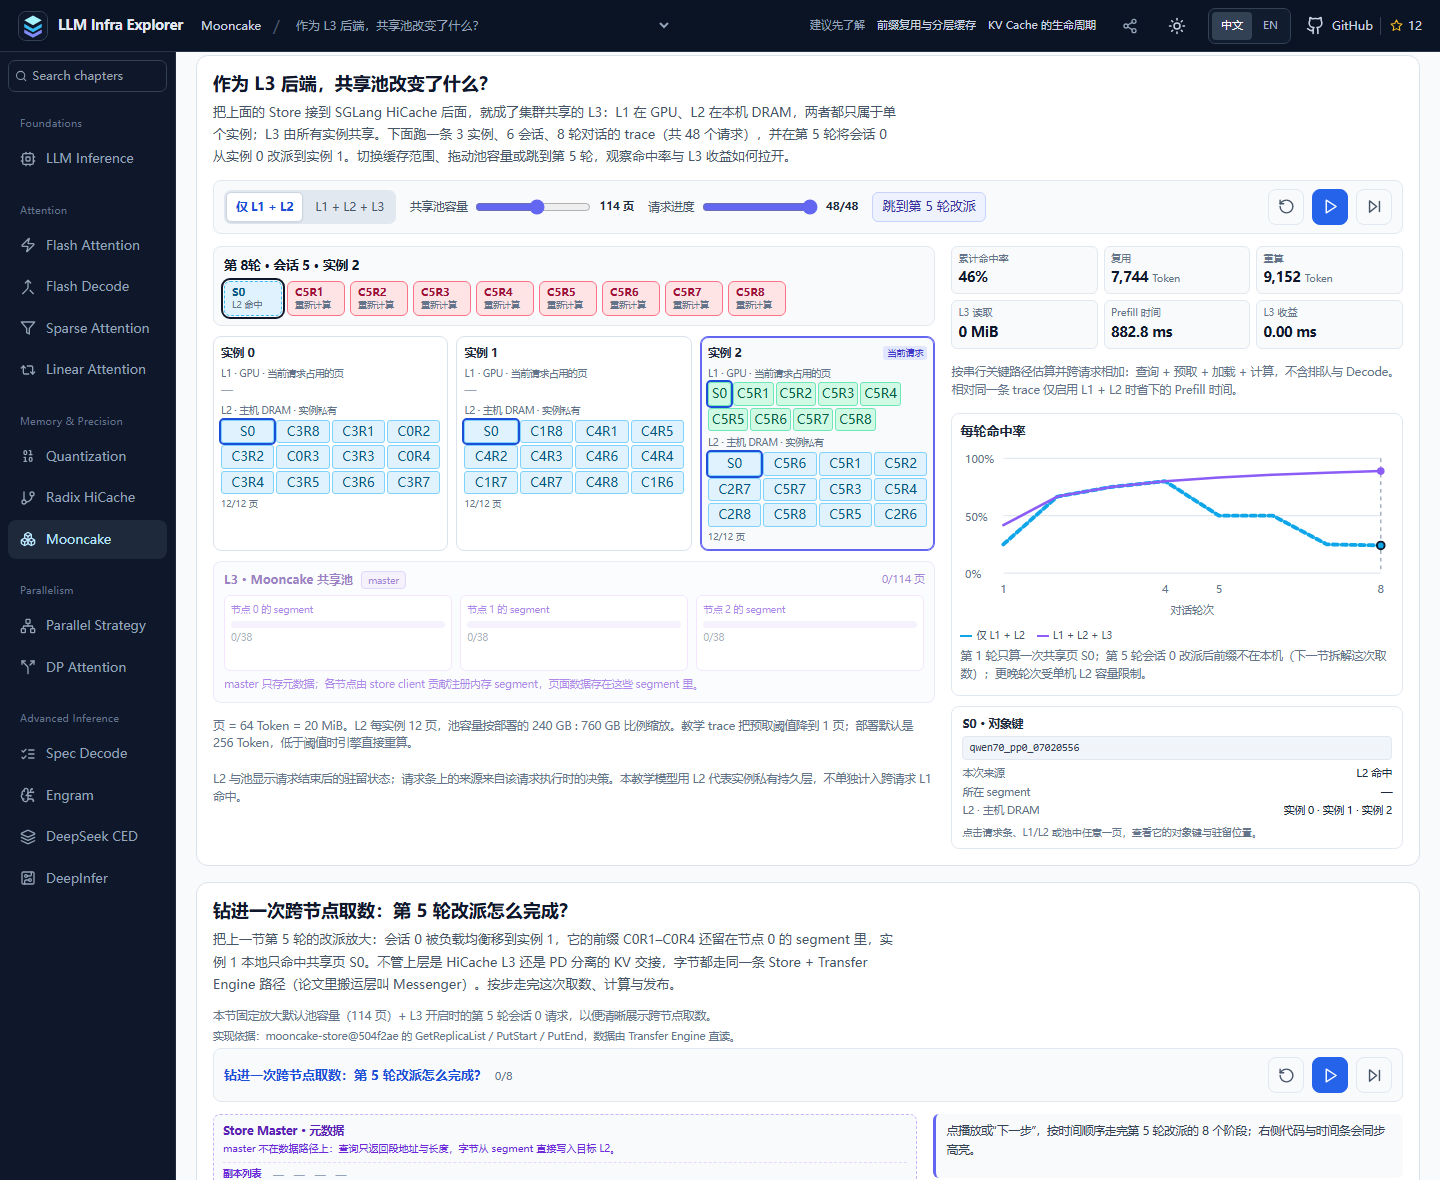 LLM Infra Explorer
Mooncake / 作为 L3 后端，共享池改变了什么？
建议先了解 前缀复用与分层缓存 KV Cache 的生命周期
中文 EN GitHub 12
Search chapters
Foundations
LLM Inference
Attention
Flash Attention
Flash Decode
Sparse Attention
Linear Attention
Memory & Precision
Quantization
Radix HiCache
Mooncake
Parallelism
Parallel Strategy
DP Attention
Advanced Inference
Spec Decode
Engram
DeepSeek CED
DeepInfer
作为 L3 后端，共享池改变了什么？
把上面的 Store 接到 SGLang HiCache 后面，就成了集群共享的 L3：L1 在 GPU、L2 在本机 DRAM，两者都只属于单
个实例；L3 由所有实例共享。下面跑一条 3 实例、6 会话、8 轮对话的 trace（共 48 个请求），并在第 5 轮将会话 0
从实例 0 改派到实例 1。切换缓存范围、拖动池容量或跳到第 5 轮，观察命中率与 L3 收益如何拉开。
仅 L1 + L2 L1 + L2 + L3 共享池容量 114 页 请求进度 48/48 跳到第 5 轮改派
第 8轮 • 会话 5 • 实例 2
S0 C5R1 C5R2 C5R3 C5R4 C5R5 C5R6 C5R7 C5R8
L2 命中 重新计算 重新计算 重新计算 重新计算 重新计算 重新计算 重新计算 重新计算
实例 0
L1 · GPU · 当前请求占用的页
—
L2 · 主机 DRAM · 实例私有
S0 C3R8 C3R1 C0R2
C3R2 C0R3 C3R3 C0R4
C3R4 C3R5 C3R6 C3R7
12/12 页
实例 1
L1 · GPU · 当前请求占用的页
—
L2 · 主机 DRAM · 实例私有
S0 C1R8 C4R1 C4R5
C4R2 C4R3 C4R6 C4R4
C1R7 C4R7 C4R8 C1R6
12/12 页
实例 2 当前请求
L1 · GPU · 当前请求占用的页
S0 C5R1 C5R2 C5R3 C5R4
C5R5 C5R6 C5R7 C5R8
L2 · 主机 DRAM · 实例私有
S0 C5R6 C5R1 C5R2
C2R7 C5R7 C5R3 C5R4
C2R8 C5R8 C5R5 C2R6
12/12 页
L3 • Mooncake 共享池 master 0/114 页
节点 0 的 segment
0/38
节点 1 的 segment
0/38
节点 2 的 segment
0/38
master 只存元数据；各节点由 store client 贡献注册内存 segment，页面数据存在这些 segment 里。
页 = 64 Token = 20 MiB。L2 每实例 12 页，池容量按部署的 240 GB : 760 GB 比例缩放。教学 trace 把预取阈值降到 1 页；部署默认是
256 Token，低于阈值时引擎直接重算。
L2 与池显示请求结束后的驻留状态；请求条上的来源来自该请求执行时的决策。本教学模型用 L2 代表实例私有持久层，不单独计入跨请求 L1
命中。
累计命中率
46%
复用
7,744 Token
重算
9,152 Token
L3 读取
0 MiB
Prefill 时间
882.8 ms
L3 收益
0.00 ms
按串行关键路径估算并跨请求相加：查询 + 预取 + 加载 + 计算，不含排队与 Decode。
相对同一条 trace 仅启用 L1 + L2 时省下的 Prefill 时间。
每轮命中率
100%
50%
0%
1 4 5 8
对话轮次
仅 L1 + L2 L1 + L2 + L3
第 1 轮只算一次共享页 S0；第 5 轮会话 0 改派后前缀不在本机（下一节拆解这次取
数）；更晚轮次受单机 L2 容量限制。
S0 • 对象键
qwen70_pp0_07020556
本次来源 L2 命中
所在 segment —
L2 · 主机 DRAM 实例 0 · 实例 1 · 实例 2
点击请求条、L1/L2 或池中任意一页，查看它的对象键与驻留位置。
钻进一次跨节点取数：第 5 轮改派怎么完成？
把上一节第 5 轮的改派放大：会话 0 被负载均衡移到实例 1，它的前缀 C0R1–C0R4 还留在节点 0 的 segment 里，实
例 1 本地只命中共享页 S0。不管上层是 HiCache L3 还是 PD 分离的 KV 交接，字节都走同一条 Store + Transfer
Engine 路径（论文里搬运层叫 Messenger）。按步走完这次取数、计算与发布。
本节固定放大默认池容量（114 页）+ L3 开启时的第 5 轮会话 0 请求，以便清晰展示跨节点取数。
实现依据：mooncake-store@504f2ae 的 GetReplicaList / PutStart / PutEnd，数据由 Transfer Engine 直读。
钻进一次跨节点取数：第 5 轮改派怎么完成？ 0/8
Store Master • 元数据
master 不在数据路径上：查询只返回段地址与长度，字节从 segment 直接写入目标 L2。
副本列表 — — — —
点播放或“下一步”，按时间顺序走完第 5 轮改派的 8 个阶段；右侧代码与时间条会同步
高亮。